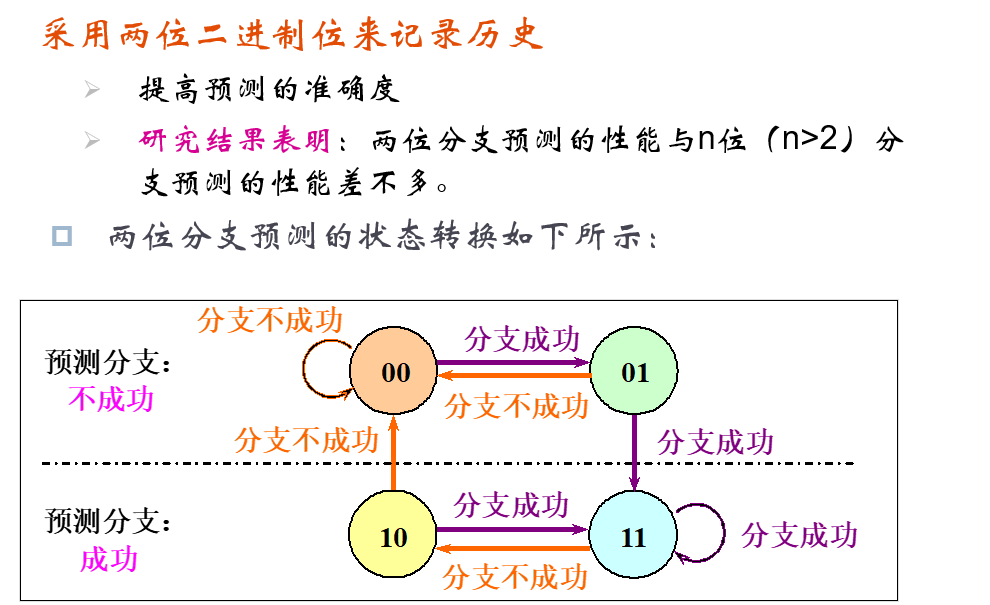 采用两位二进制位来记录历史
提高预测的准确度
研究结果表明：两位分支预测的性能与n位（n>2）分
支预测的性能差不多。
两位分支预测的状态转换如下所示：
分支不成功
分支成功
预测分支：
不成功
00
01
分支不成功
分支不成功
分支成功
预测分支：
成功
分支成功
10
11
分支成功
分支不成功